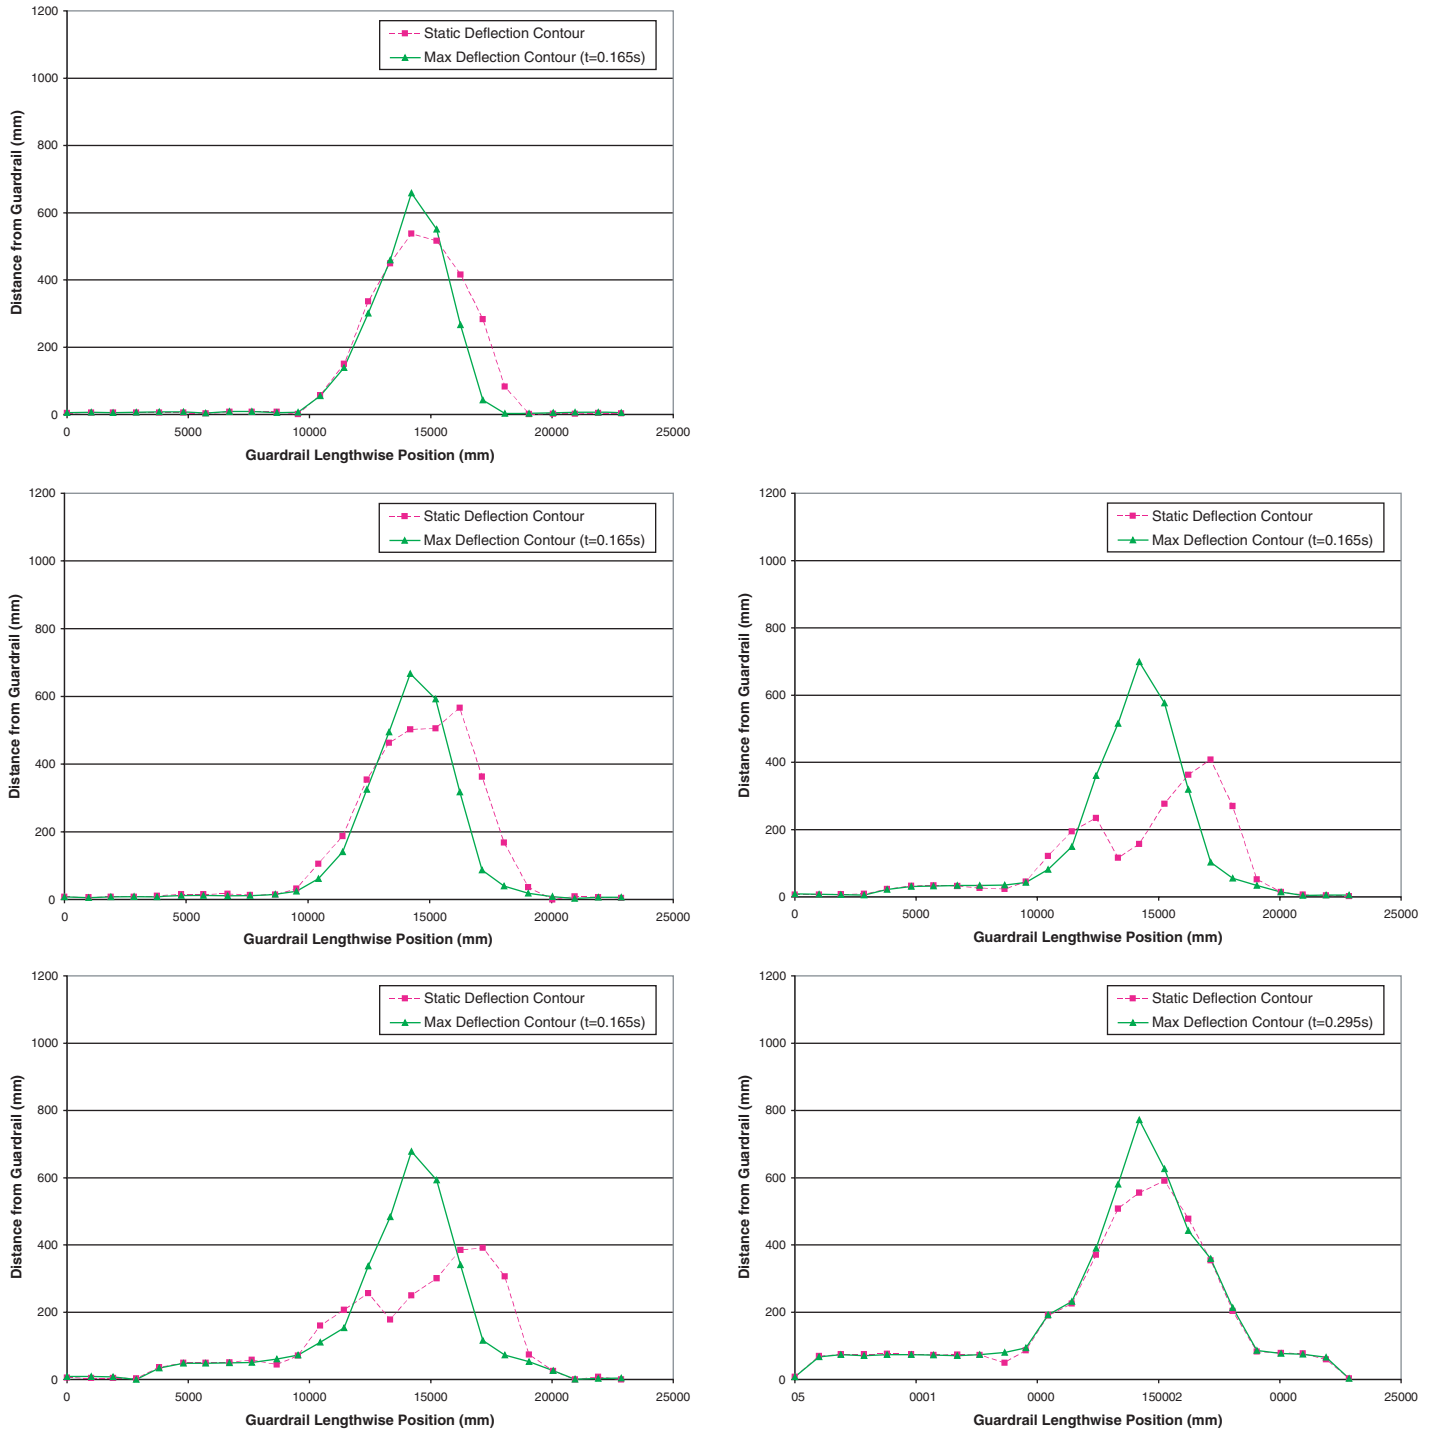 1200
1000
800
600
400
200
0
Distance from Guardrail (mm)
Static Deflection Contour
Max Deflection Contour (t=0.165s)
0 5000 10000 15000 20000 25000
Guardrail Lengthwise Position (mm)
1200
1000
800
600
400
200
0
Distance from Guardrail (mm)
Static Deflection Contour
Max Deflection Contour (t=0.165s)
0 5000 10000 15000 20000 25000
Guardrail Lengthwise Position (mm)
1200
1000
800
600
400
200
0
Distance from Guardrail (mm)
Static Deflection Contour
Max Deflection Contour (t=0.165s)
0 5000 10000 15000 20000 25000
Guardrail Lengthwise Position (mm)
1200
1000
800
600
400
200
0
Distance from Guardrail (mm)
Static Deflection Contour
Max Deflection Contour (t=0.165s)
0 5000 10000 15000 20000 25000
Guardrail Lengthwise Position (mm)
1200
1000
800
600
400
200
0
Distance from Guardrail (mm)
Static Deflection Contour
Max Deflection Contour (t=0.295s)
05 0001 0000 150002 0000 25000
Guardrail Lengthwise Position (mm)